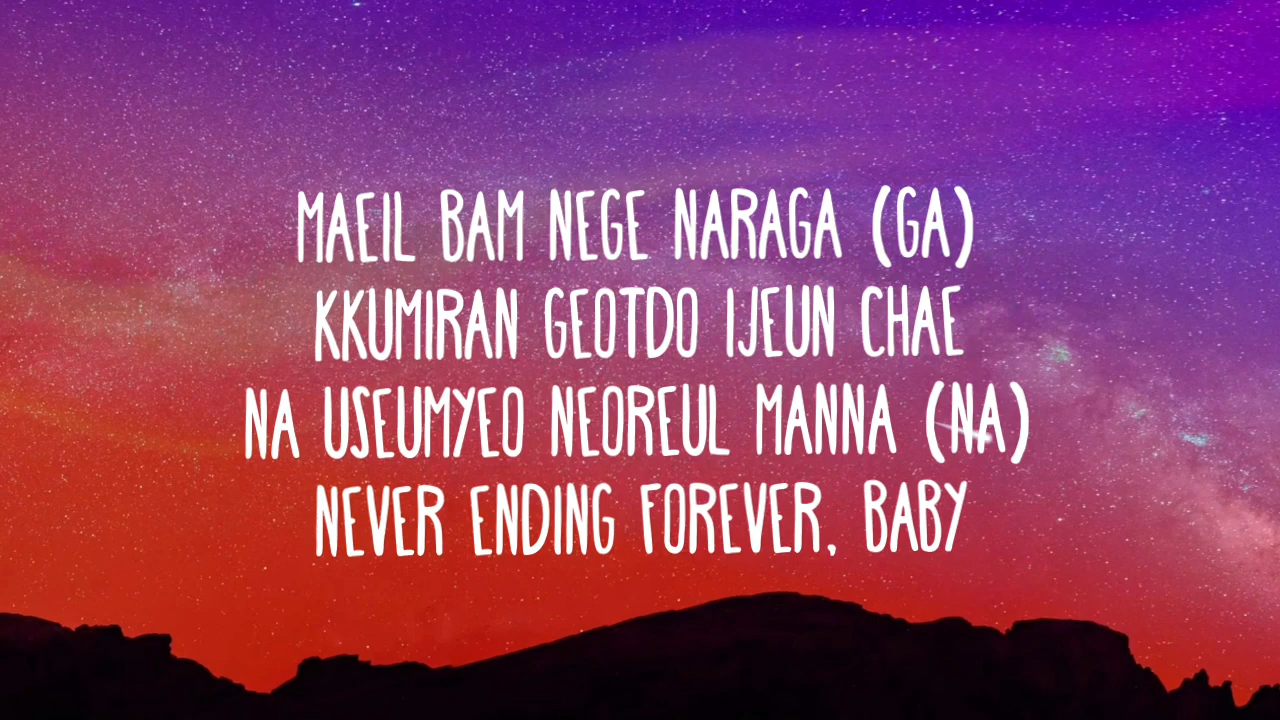 MAEIL BAM NEGE NARAGA (GA)
KKUMIRAN GEOTDO IJEUN CHAE
NA USEUMYEO NEOREUL MANNA (NA)
NEVER ENDING FOREVER, BABY